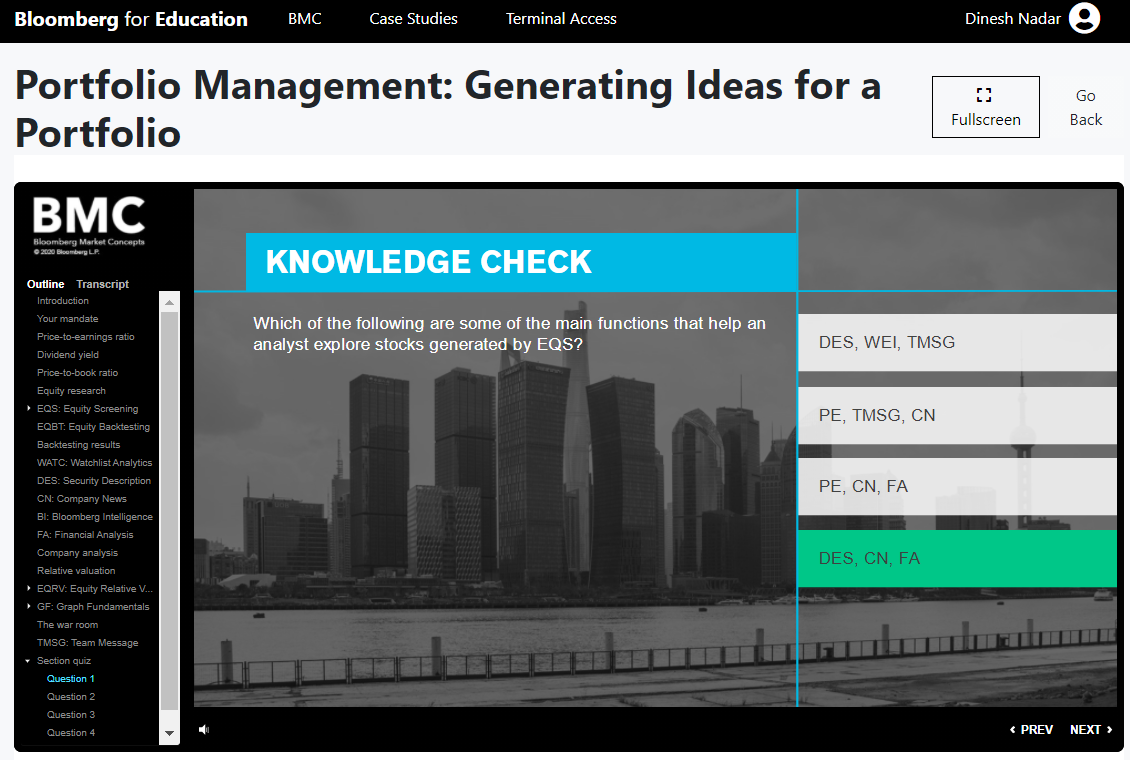 Bloomberg for Education
BMC
Case Studies
Terminal Access
Dinesh Nadar
Portfolio Management: Generating Ideas for a
Portfolio
Fullscreen
Go
Back
BMC
Bloomberg Market Concepts
© 2020 Bloomberg L.P.
Outline
Transcript
Introduction
Your mandate
Price-to-earnings ratio
Dividend yield
Price-to-book ratio
Equity research
EQS: Equity Screening
EQBT: Equity Backtesting
Backtesting results
WATC: Watchlist Analytics
DES: Security Description
CN: Company News
BI: Bloomberg Intelligence
FA: Financial Analysis
Company analysis
Relative valuation
EQRV: Equity Relative V...
GF: Graph Fundamentals
The war room
TMSG: Team Message
Section quiz
Question 1
Question 2
Question 3
Question 4
KNOWLEDGE CHECK
Which of the following are some of the main functions that help an
analyst explore stocks generated by EQS?
DES, WEI, TMSG
PE, TMSG, CN
PE, CN, FA
DES, CN, FA
PREV
NEXT